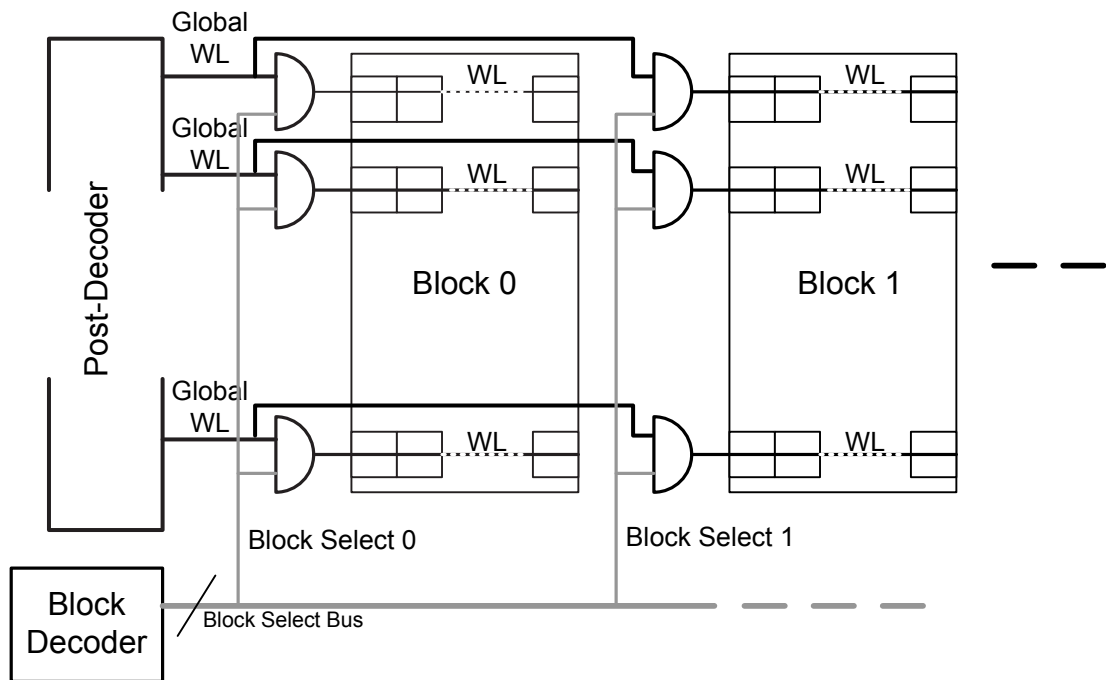 Global
WL
WL
WL
Global
WL
WL
WL
Post-Decoder
Block 0
Block 1
Global
WL
WL
WL
Block Select 0
Block Select 1
Block
Decoder
Block Select Bus